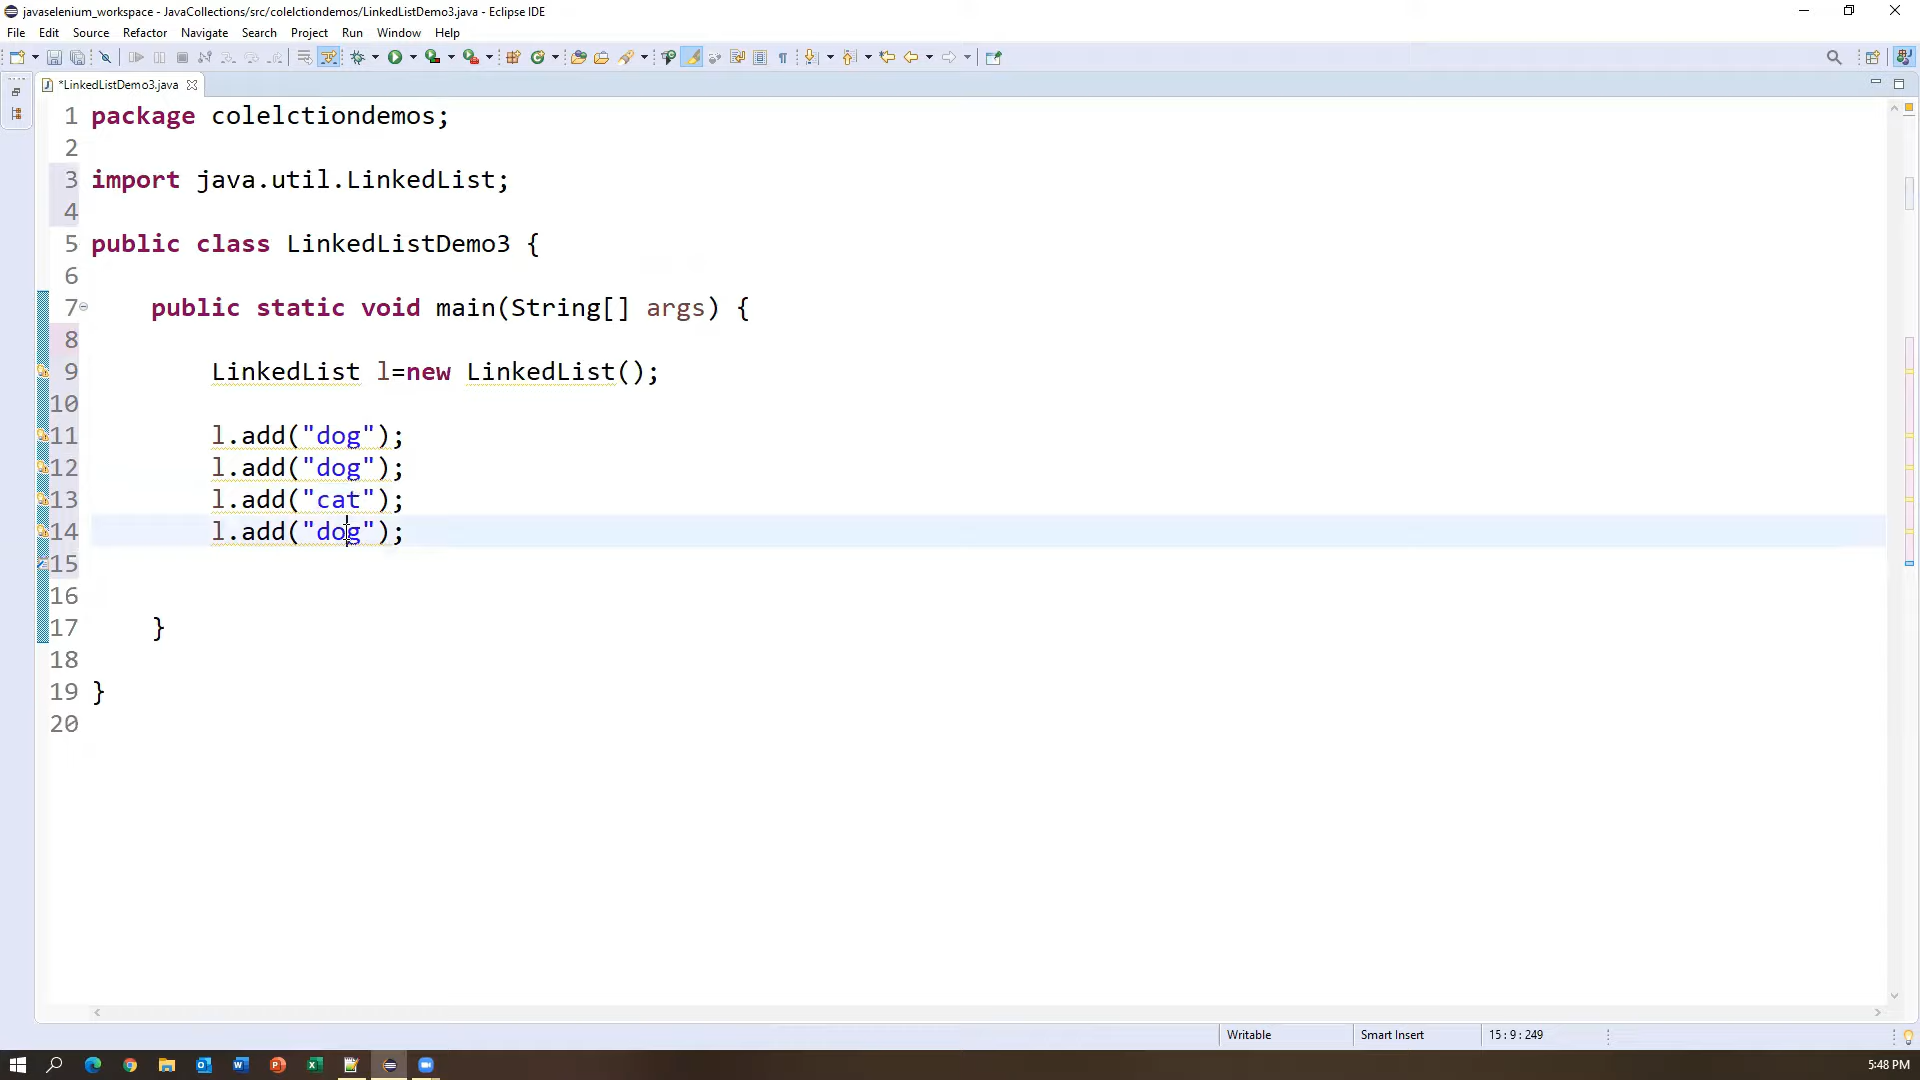 javaselenium_workspace - JavaCollections/src/colelctiondemos/LinkedListDemo3.java - Eclipse IDE
File Edit Source Refactor Navigate Search Project Run Window Help
*LinkedListDemo3.java
1 package colelctiondemos;
2
3 import java.util.LinkedList;
4
5 public class LinkedListDemo3 {
6
7 public static void main(String[] args) {
8
9 LinkedList l=new LinkedList();
10
11 l.add("dog");
12 l.add("dog");
13 l.add("cat");
14 l.add("dog");
15
16
17 }
18
19 }
20
Writable Smart Insert 15 : 9 : 249
5:48 PM